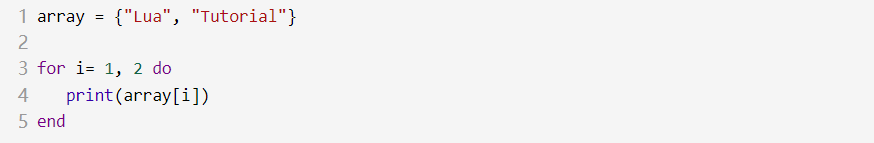 1 array = {"Lua", "Tutorial"}
2
3 for i= 1, 2 do
4    print(array[i])
5 end